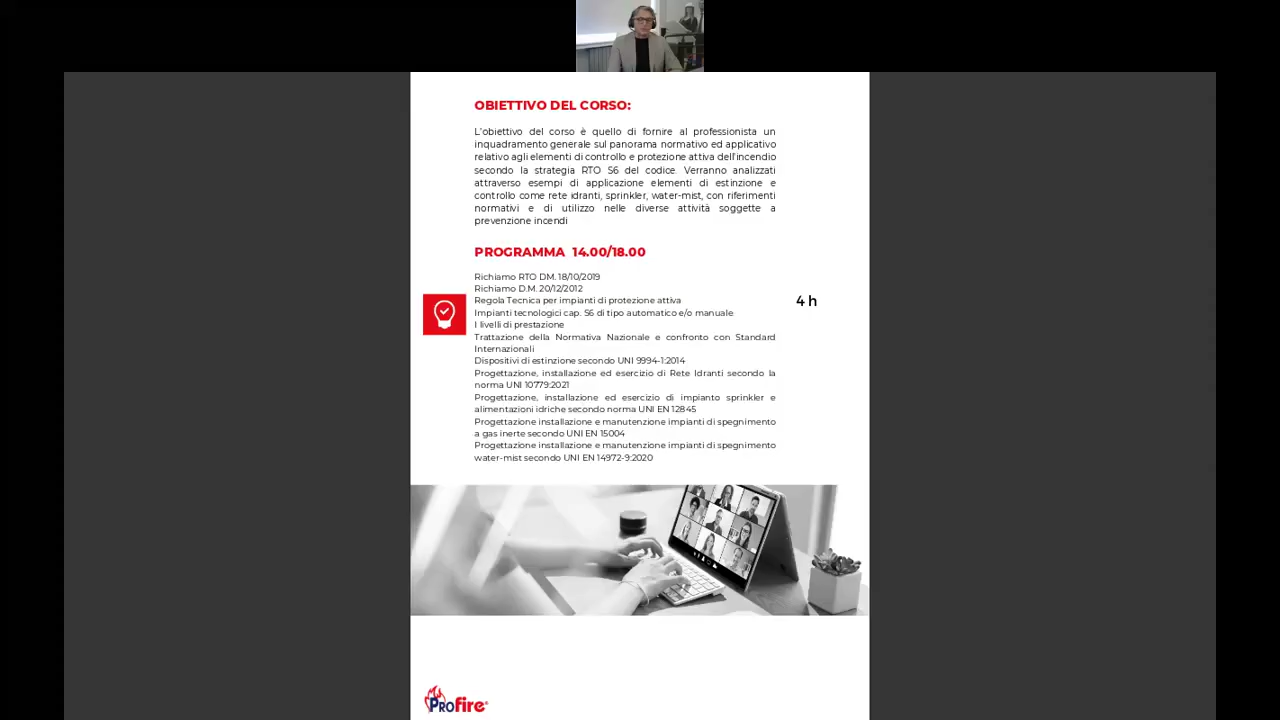 OBIETTIVO DEL CORSO:
L'obiettivo del corso è quello di fornire al professionista un
inquadramento generale sul panorama normativo ed applicativo
relativo agli elementi di controllo e protezione attiva dell'incendio
secondo la strategia RTO S6 del codice. Verranno analizzati
attraverso esempi di applicazione elementi di estinzione e
controllo come rete idranti, sprinkler, water-mist, con riferimenti
normativi e di utilizzo nelle diverse attività soggette a
prevenzione incendi
PROGRAMMA 14.00/18.00
Richiamo RTO DM. 18/10/2019
Richiamo D.M. 20/12/2012
Regola Tecnica per impianti di protezione attiva
Impianti tecnologici cap. S6 di tipo automatico e/o manuale
I livelli di prestazione
Trattazione della Normativa Nazionale e confronto con Standard
Internazionali
Dispositivi di estinzione secondo UNI 9994-1:2014
Progettazione, installazione ed esercizio di Rete Idranti secondo la
norma UNI 10779:2021
Progettazione, installazione ed esercizio di impianto sprinkler e
alimentazioni idriche secondo norma UNI EN 12845
Progettazione installazione e manutenzione impianti di spegnimento
a gas inerte secondo UNI EN 15004
Progettazione installazione e manutenzione impianti di spegnimento
water-mist secondo UNI EN 14972-9:2020
4 h
PROfire®